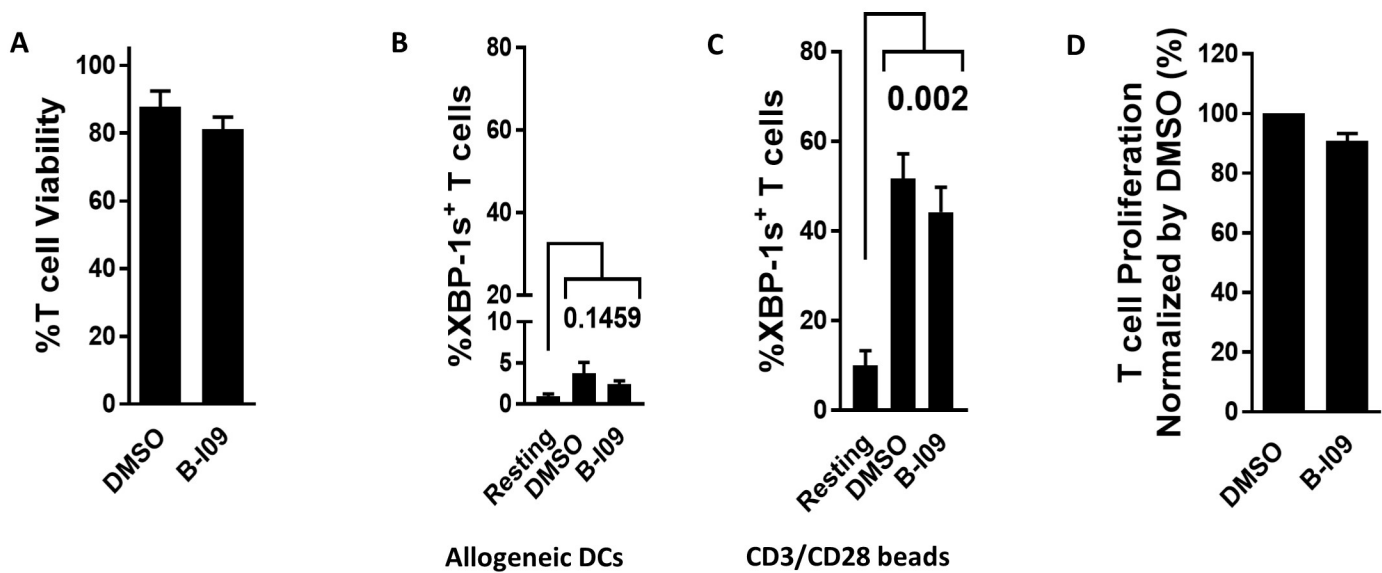 A
%T cell Viability
100
80
60
40
20
0
DMSO
B-I09
B
%XBP-1s+ T cells
80
60
40
20
10
5
0
0.1459
Resting
DMSO
B-I09
Allogeneic DCs
C
%XBP-1s+ T cells
80
60
40
20
0
0.002
Resting
DMSO
B-I09
CD3/CD28 beads
D
T cell Proliferation
Normalized by DMSO (%)
120
100
80
60
40
20
0
DMSO
B-I09